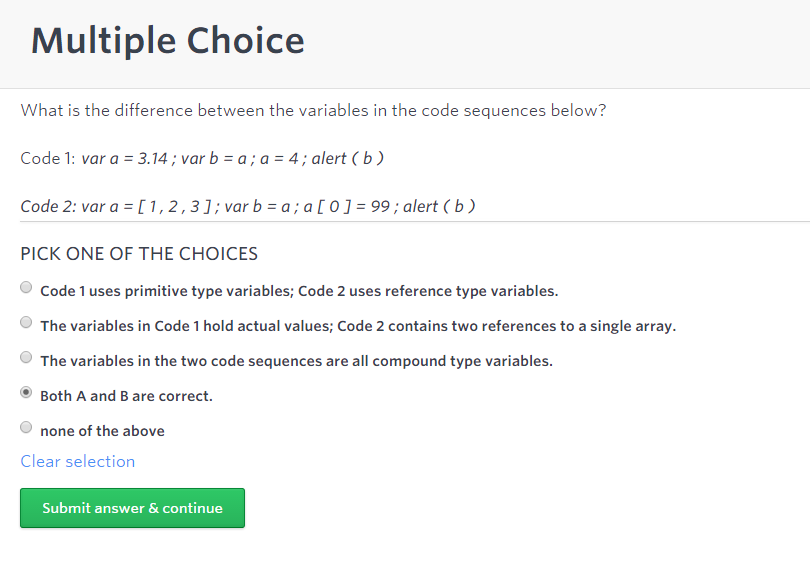 Multiple Choice
What is the difference between the variables in the code sequences below?
Code 1: var a = 3.14 ; var b = a ; a = 4 ; alert ( b )
Code 2: var a = [ 1 , 2 , 3 ] ; var b = a ; a [ 0 ] = 99 ; alert ( b )
PICK ONE OF THE CHOICES
Code 1 uses primitive type variables; Code 2 uses reference type variables.
The variables in Code 1 hold actual values; Code 2 contains two references to a single array.
The variables in the two code sequences are all compound type variables.
Both A and B are correct.
none of the above
Clear selection
Submit answer & continue